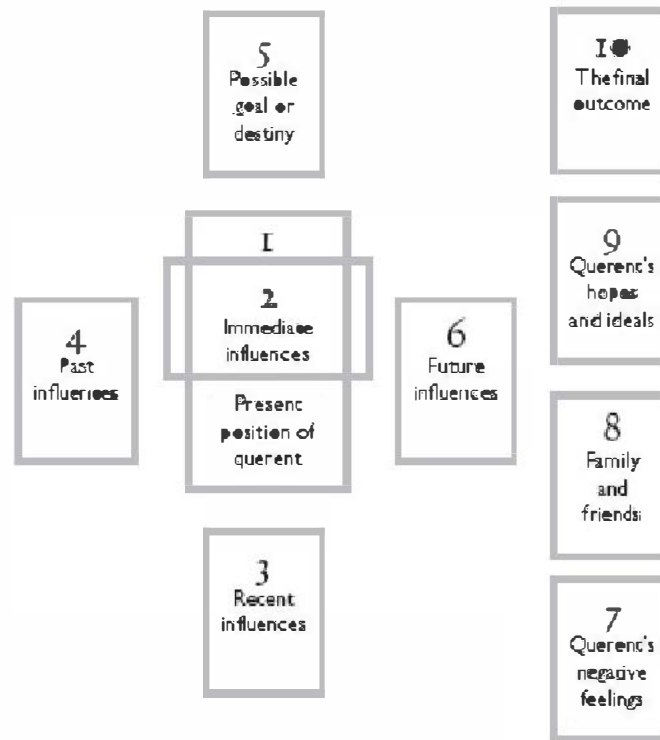 5
Possible
goal or
destiny
10
The final
outcome
1
2
Immediate
influences
Present
position of
querent
4
Past
influences
6
Future
influences
9
Querent's
hopes
and ideals
8
Family
and
friends
3
Recent
influences
7
Querent's
negative
feelings